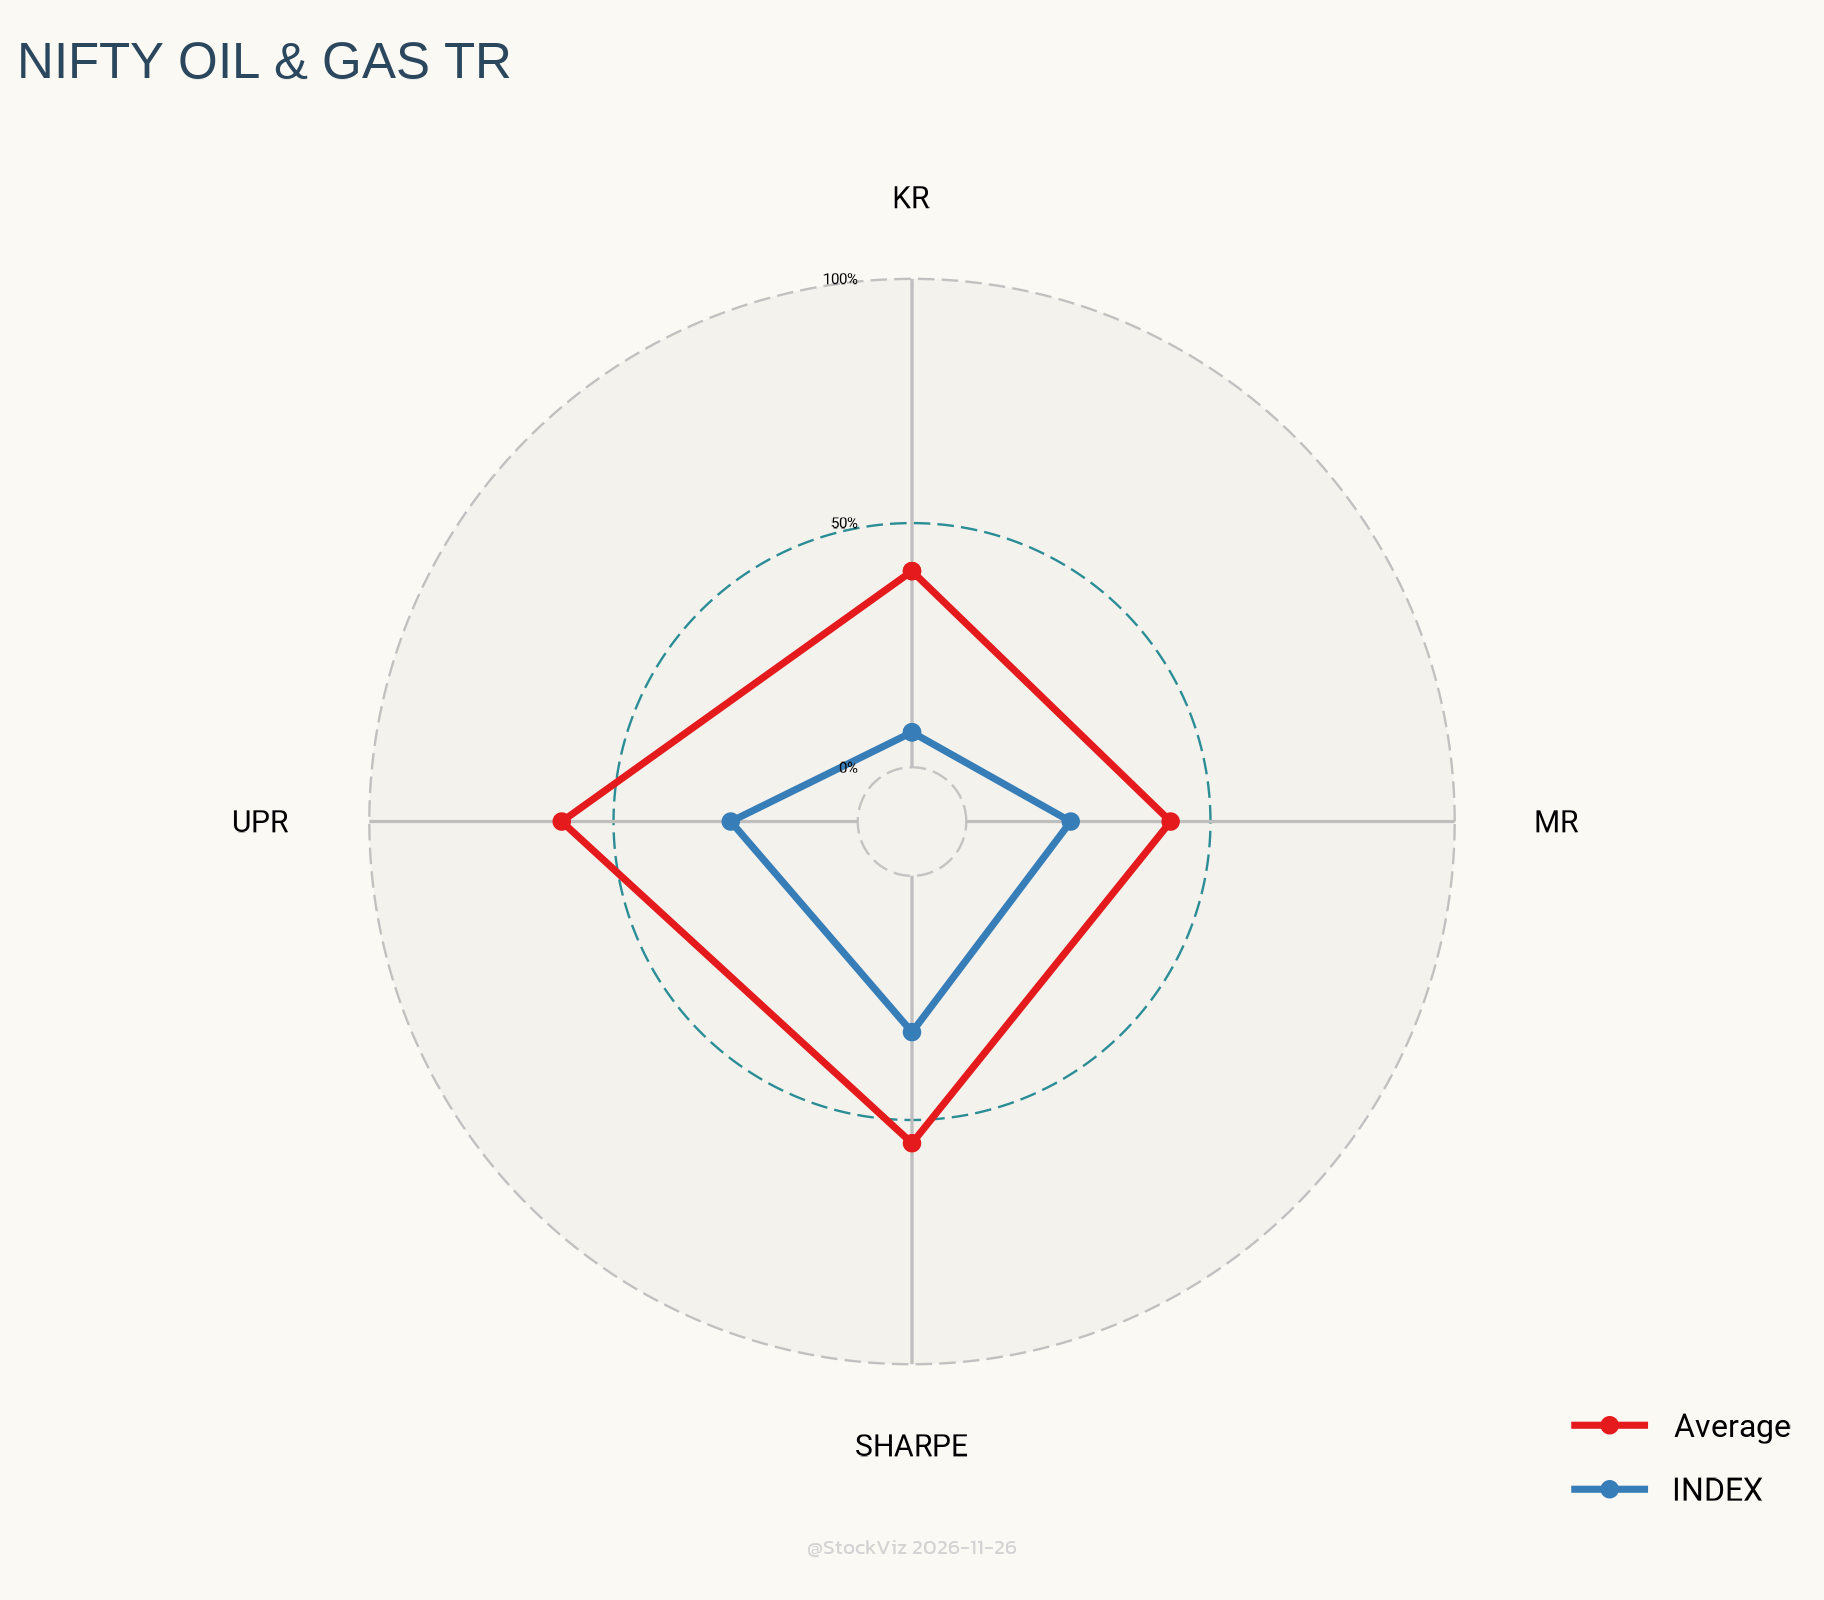 NIFTY OIL & GAS TR
KR
100%
50%
0%
UPR
MR
SHARPE
Average
INDEX
@StockViz 2026-11-26